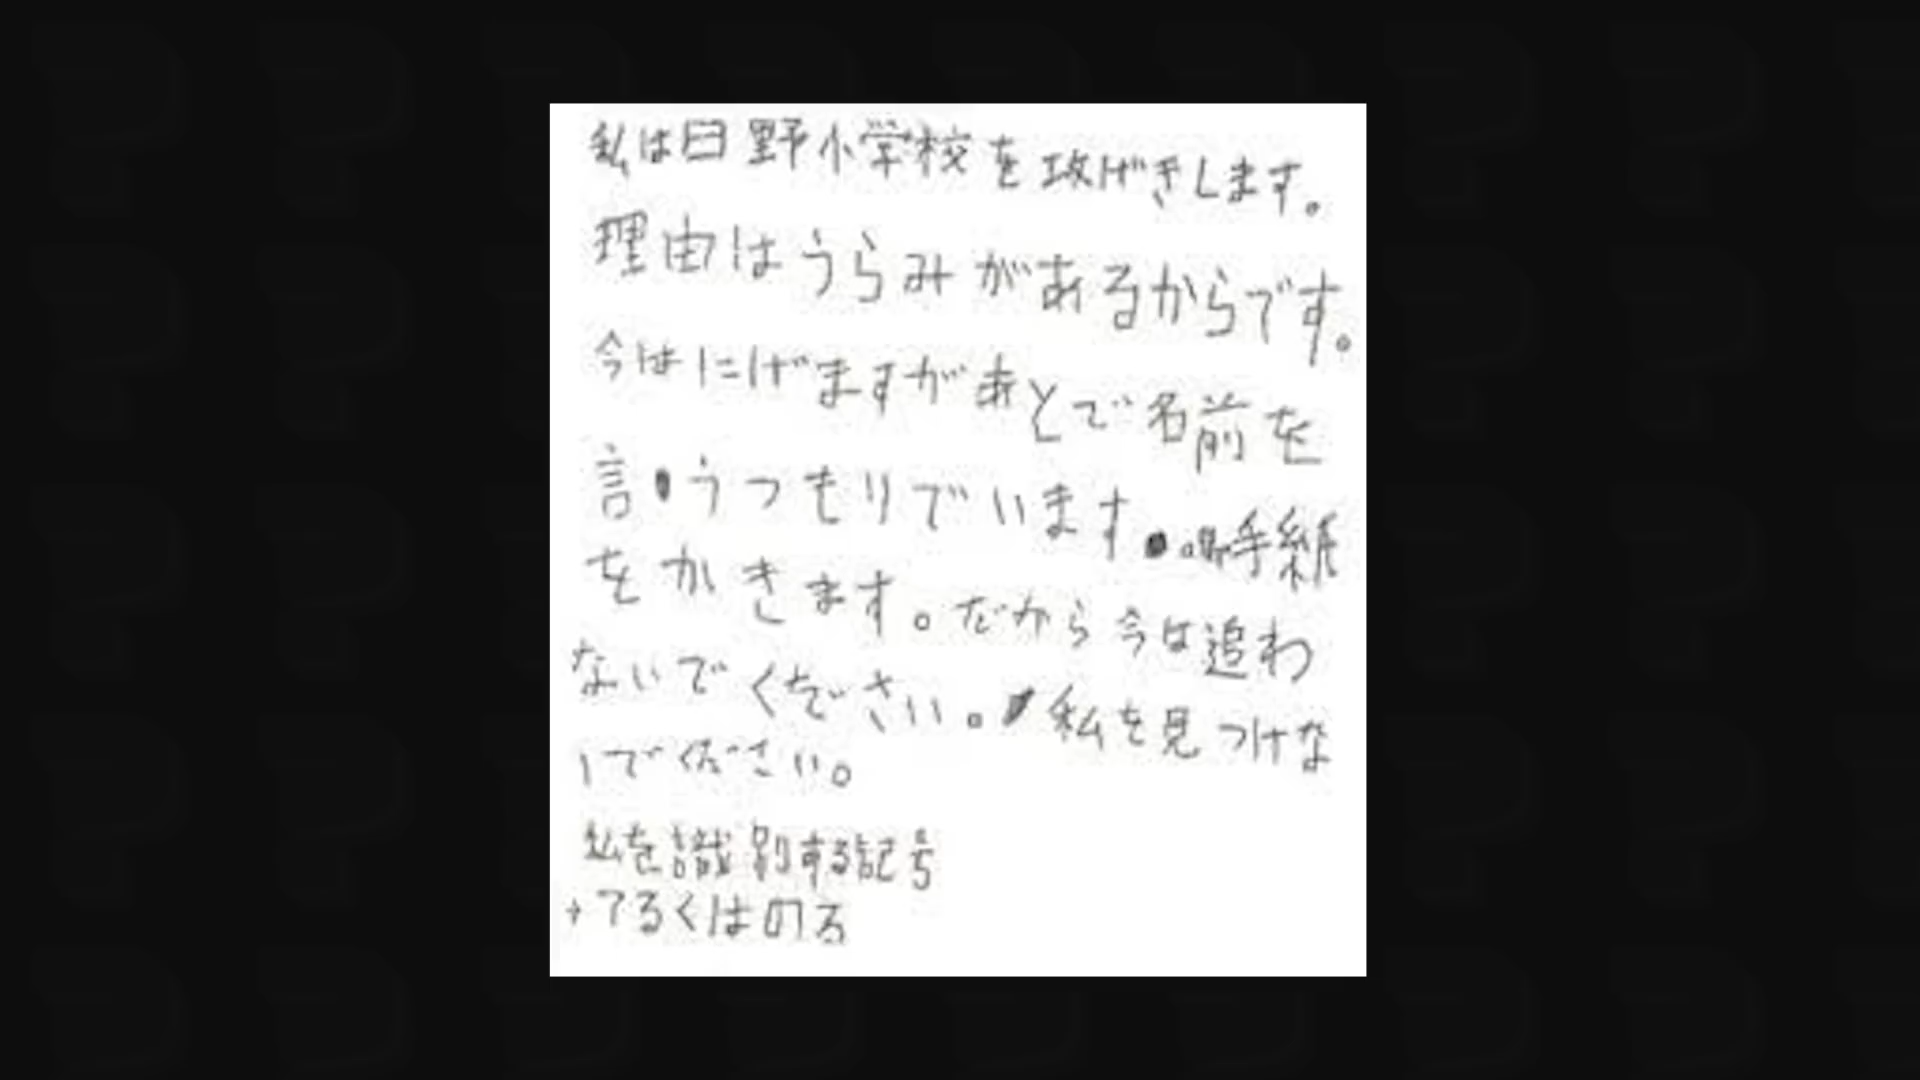 私は日野小学校を攻げきします。
理由はうらみがあるからです。
今はにげますがあとで名前を
言うつもりでいます。手紙
をかきます。だから今は追わ
ないでください。私を見つけな
いでください。
私を識別する記号
→てるくはのる